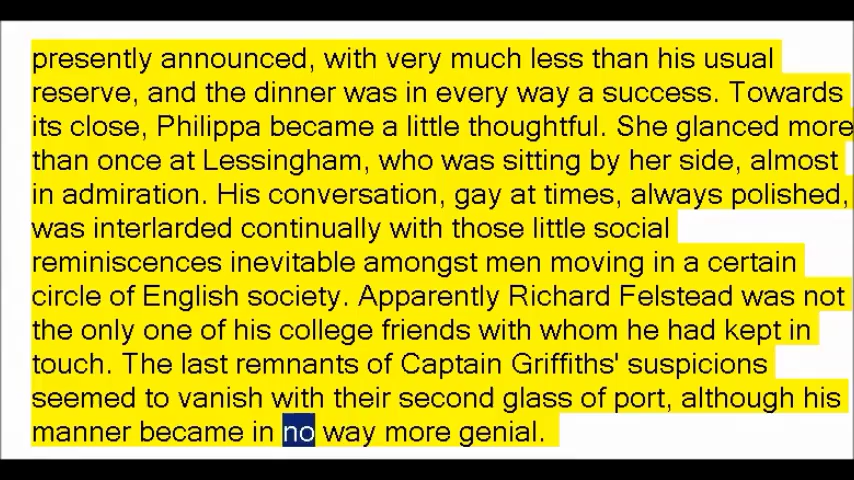 presently announced, with very much less than his usual
reserve, and the dinner was in every way a success. Towards
its close, Philippa became a little thoughtful. She glanced more
than once at Lessingham, who was sitting by her side, almost
in admiration. His conversation, gay at times, always polished,
was interlarded continually with those little social
reminiscences inevitable amongst men moving in a certain
circle of English society. Apparently Richard Felstead was not
the only one of his college friends with whom he had kept in
touch. The last remnants of Captain Griffiths' suspicions
seemed to vanish with their second glass of port, although his
manner became in no way more genial.